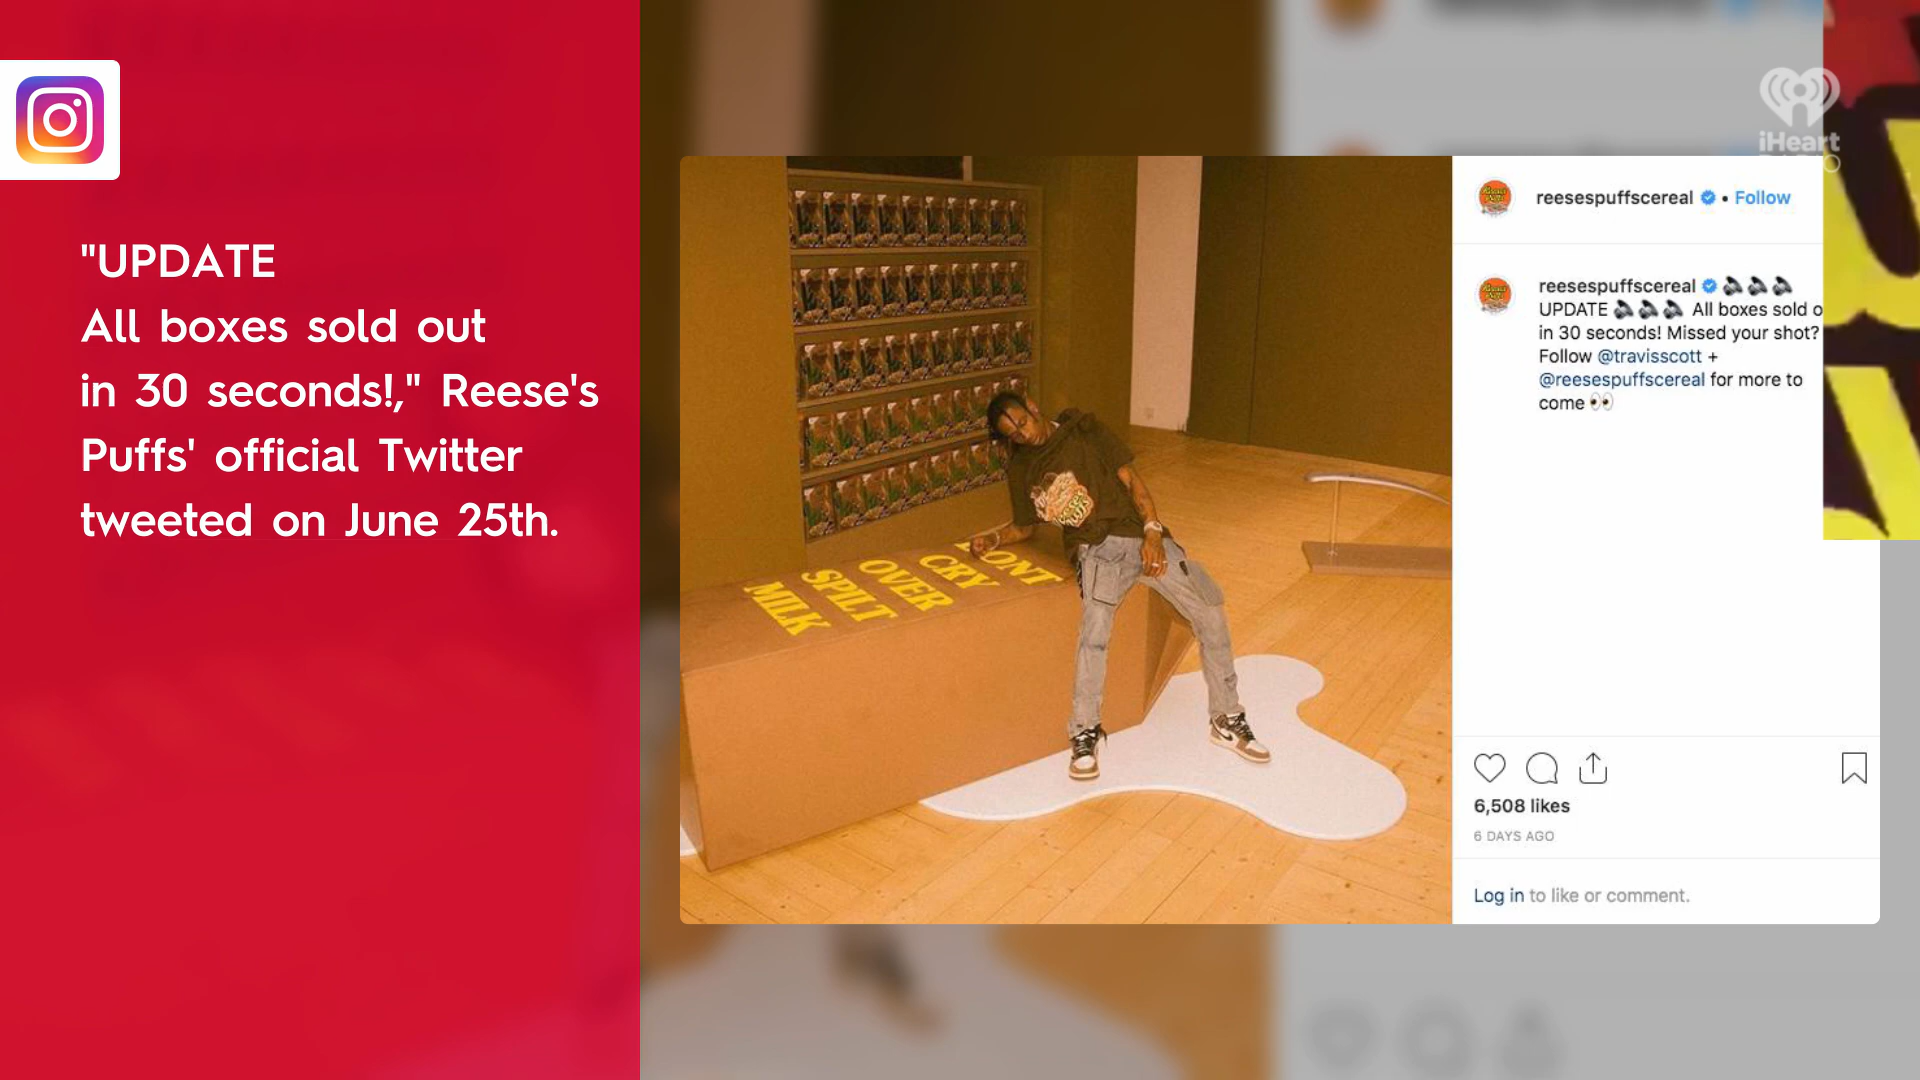 "UPDATE
All boxes sold out
in 30 seconds!," Reese's
Puffs' official Twitter
tweeted on June 25th.
DONT
CRY
OVER
SPILT
MILK
iHeart
RADIO
reesespuffscereal • Follow
reesespuffscereal
UPDATE All boxes sold o
in 30 seconds! Missed your shot?
Follow @travisscott +
@reesespuffscereal for more to
come 👀
6,508 likes
6 DAYS AGO
Log in to like or comment.